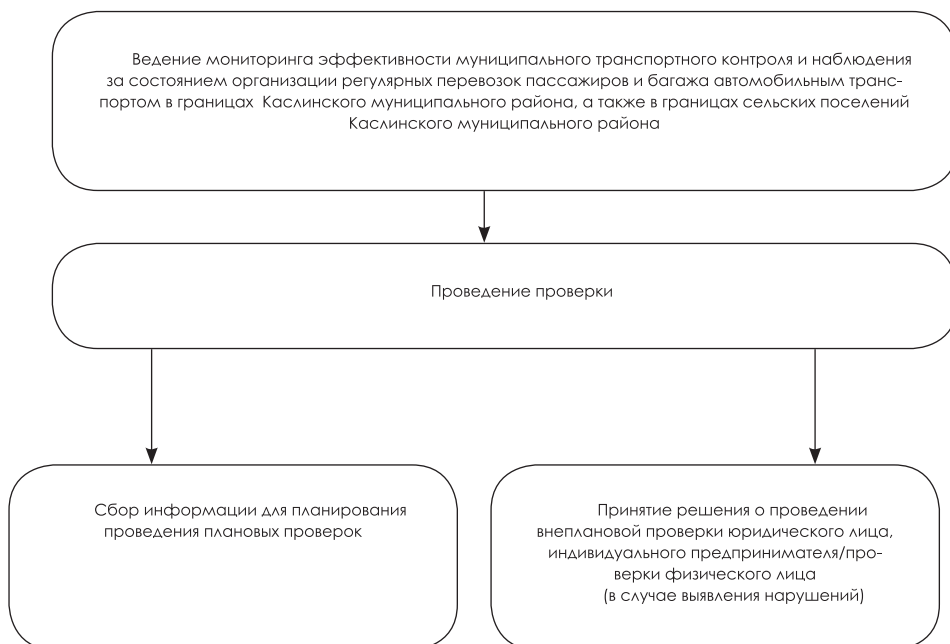 Ведение мониторинга эффективности муниципального транспортного контроля и наблюдения
за состоянием организации регулярных перевозок пассажиров и багажа автомобильным транс-
портом в границах Каслинского муниципального района, а также в границах сельских поселений
Каслинского муниципального района
Проведение проверки
Сбор информации для планирования
проведения плановых проверок
Принятие решения о проведении
внеплановой проверки юридического лица,
индивидуального предпринимателя/про-
верки физического лица
(в случае выявления нарушений)